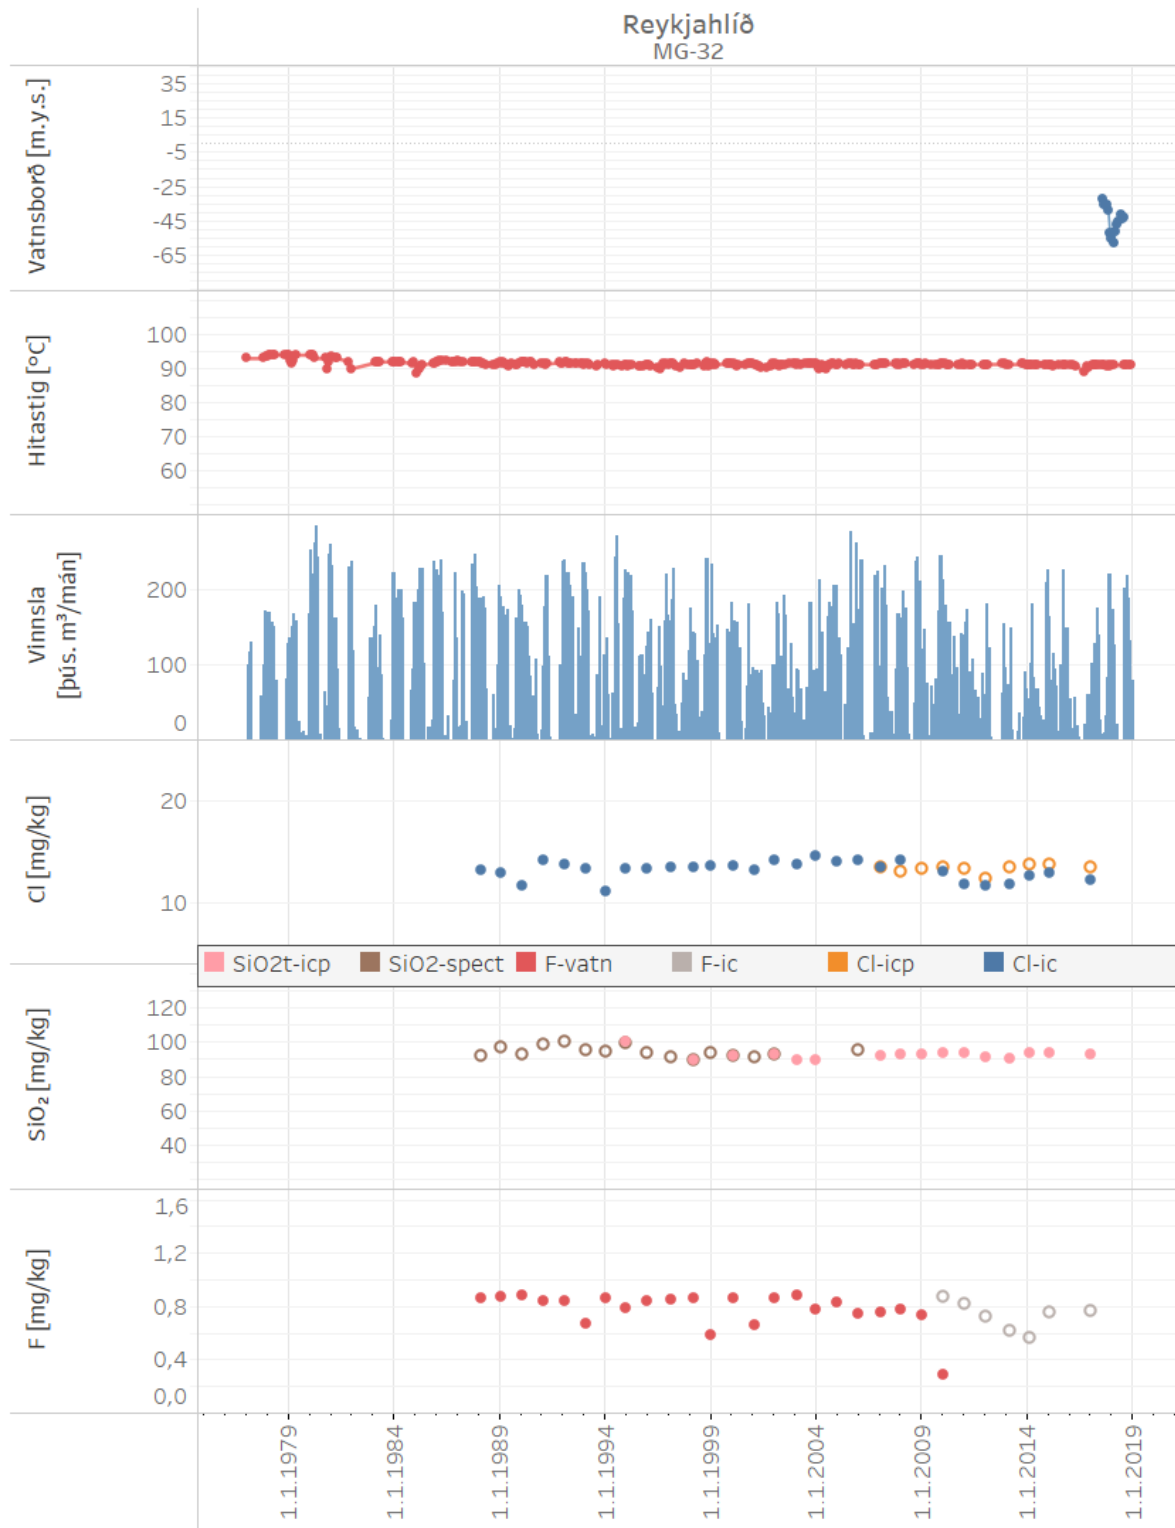 Reykjahlíð
MG-32
Vatnsborð [m.y.s.]
35
15
-5
-25
-45
-65
Hitastig [°C]
100
90
80
70
60
Vinnsla
[þús. m³/mán]
200
100
0
Cl [mg/kg]
20
10
SiO2t-icp SiO2-spect F-vatn F-ic Cl-icp Cl-ic
SiO₂ [mg/kg]
120
100
80
60
40
F [mg/kg]
1,6
1,2
0,8
0,4
0,0
1.1.1979 1.1.1984 1.1.1989 1.1.1994 1.1.1999 1.1.2004 1.1.2009 1.1.2014 1.1.2019